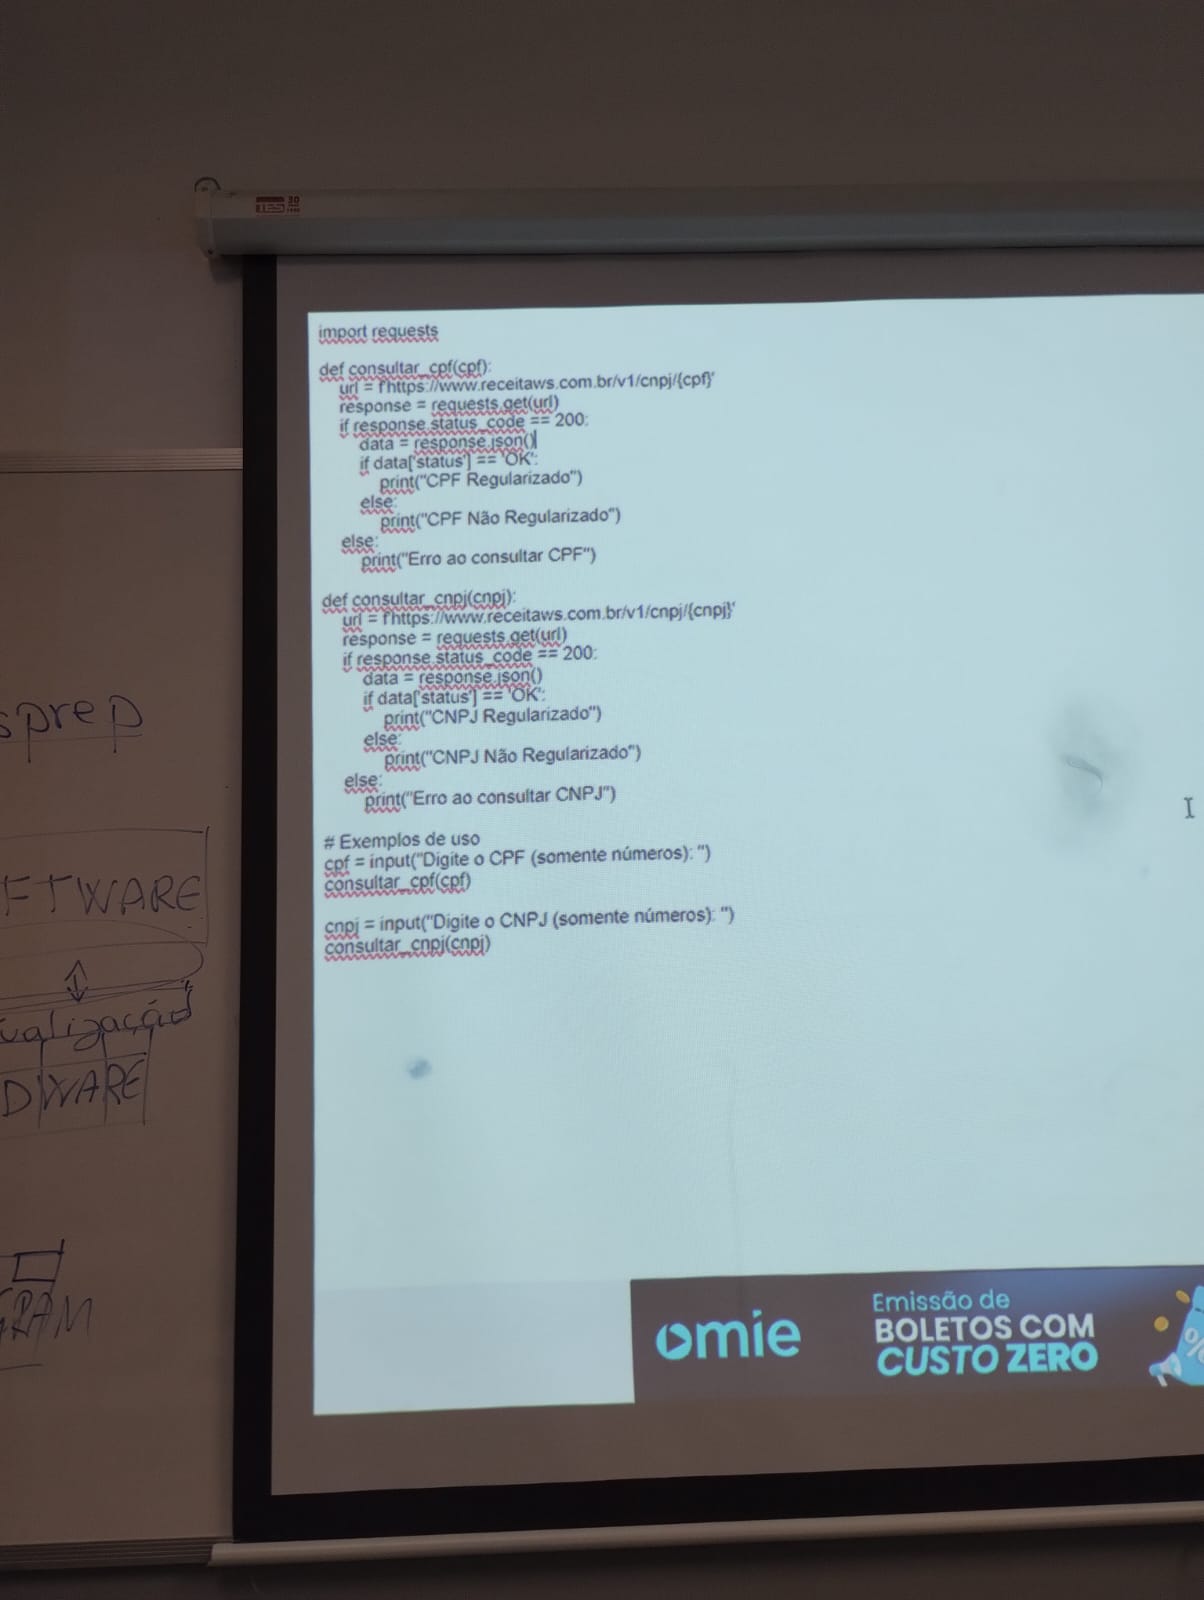 import requests
def consultar_cpf(cpf):
url = f'https://www.receitaws.com.br/v1/cnpj/{cpf}'
response = requests.get(url)
if response.status_code == 200:
data = response.json()
if data['status'] == 'OK':
print("CPF Regularizado")
else:
print("CPF Não Regularizado")
else:
print("Erro ao consultar CPF")
def consultar_cnpj(cnpj):
url = f'https://www.receitaws.com.br/v1/cnpj/{cnpj}'
response = requests.get(url)
if response.status_code == 200:
data = response.json()
if data['status'] == 'OK':
print("CNPJ Regularizado")
else:
print("CNPJ Não Regularizado")
else:
print("Erro ao consultar CNPJ")
# Exemplos de uso
cpf = input("Digite o CPF (somente números): ")
consultar_cpf(cpf)
cnpj = input("Digite o CNPJ (somente números): ")
consultar_cnpj(cnpj)
omie
Emissão de
BOLETOS COM
CUSTO ZERO
%
TES 30
sprep
FTWARE
ualização
DWARE
GRAM